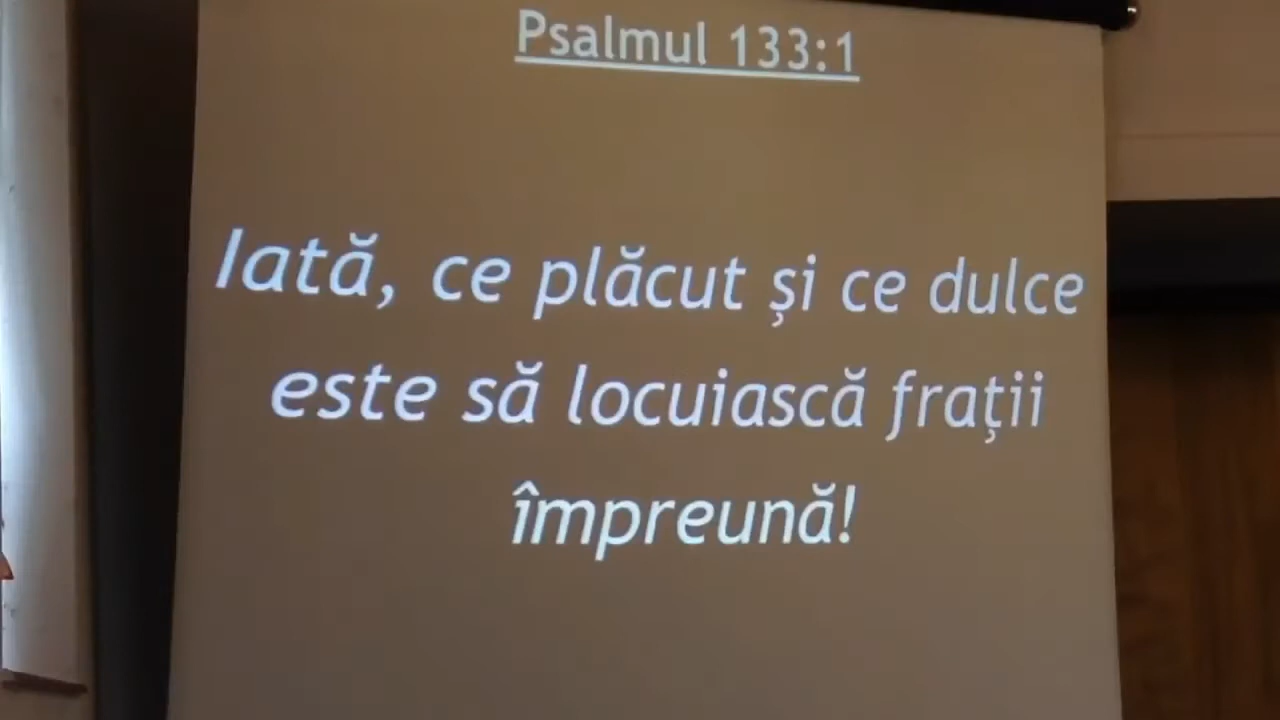 Psalmul 133:1
Iată, ce plăcut și ce dulce
este să locuiască frații
împreună!